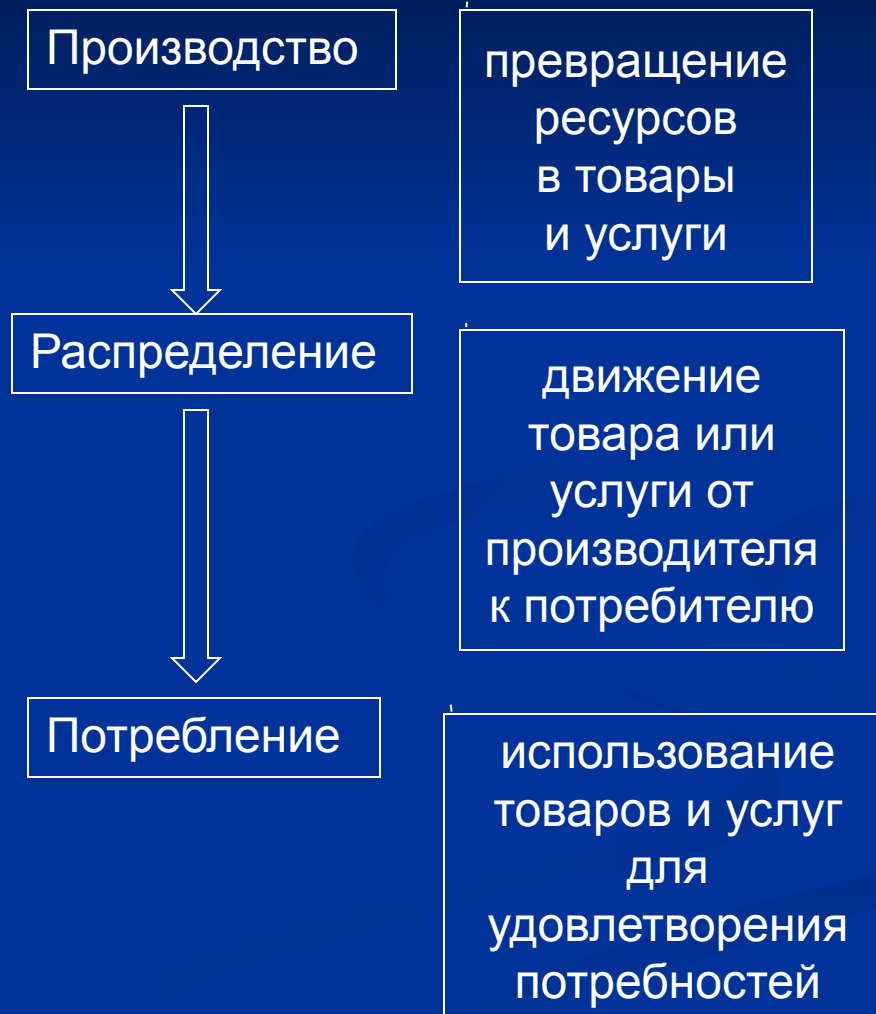 Производство
превращение
ресурсов
в товары
и услуги
Распределение
движение
товара или
услуги от
производителя
к потребителю
Потребление
использование
товаров и услуг
для
удовлетворения
потребностей